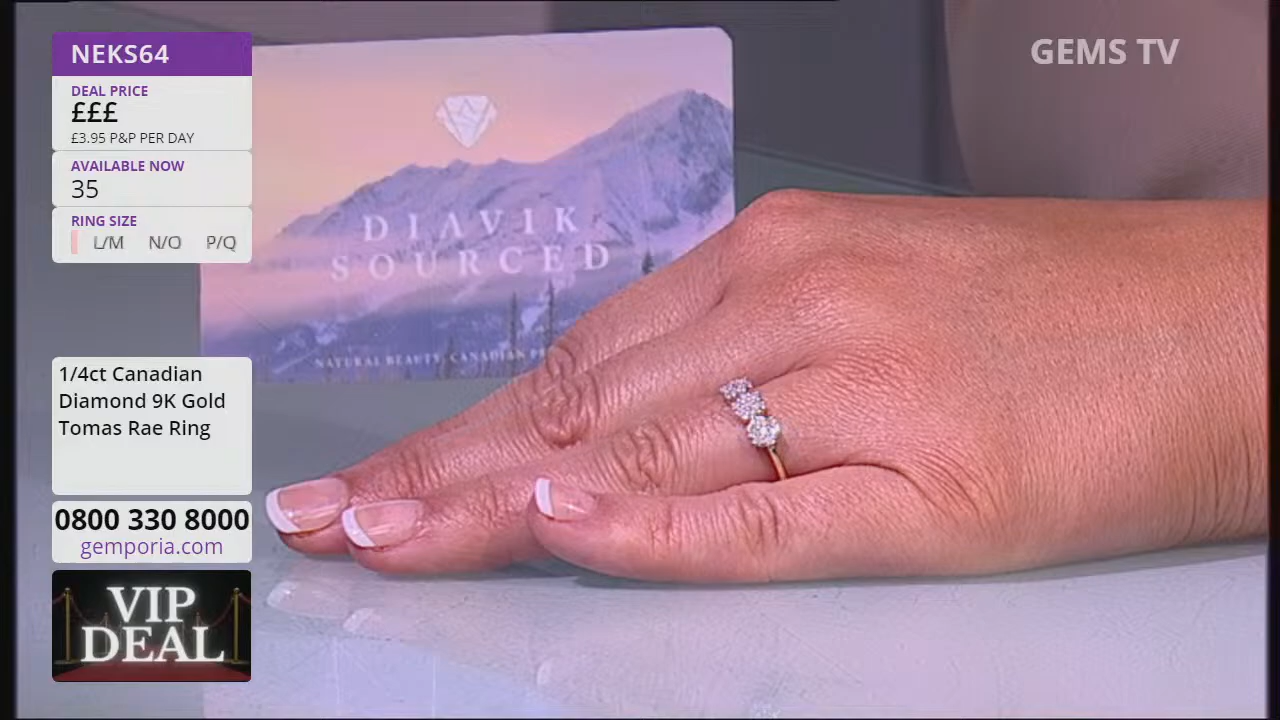 NEKS64
DEAL PRICE
£££
£3.95 P&P PER DAY
AVAILABLE NOW
35
RING SIZE
L/M N/O P/Q
1/4ct Canadian
Diamond 9K Gold
Tomas Rae Ring
0800 330 8000
gemporia.com
VIP
DEAL
GEMS TV
DIAVIK
SOURCED
NATURAL BEAUTY, CANADIAN